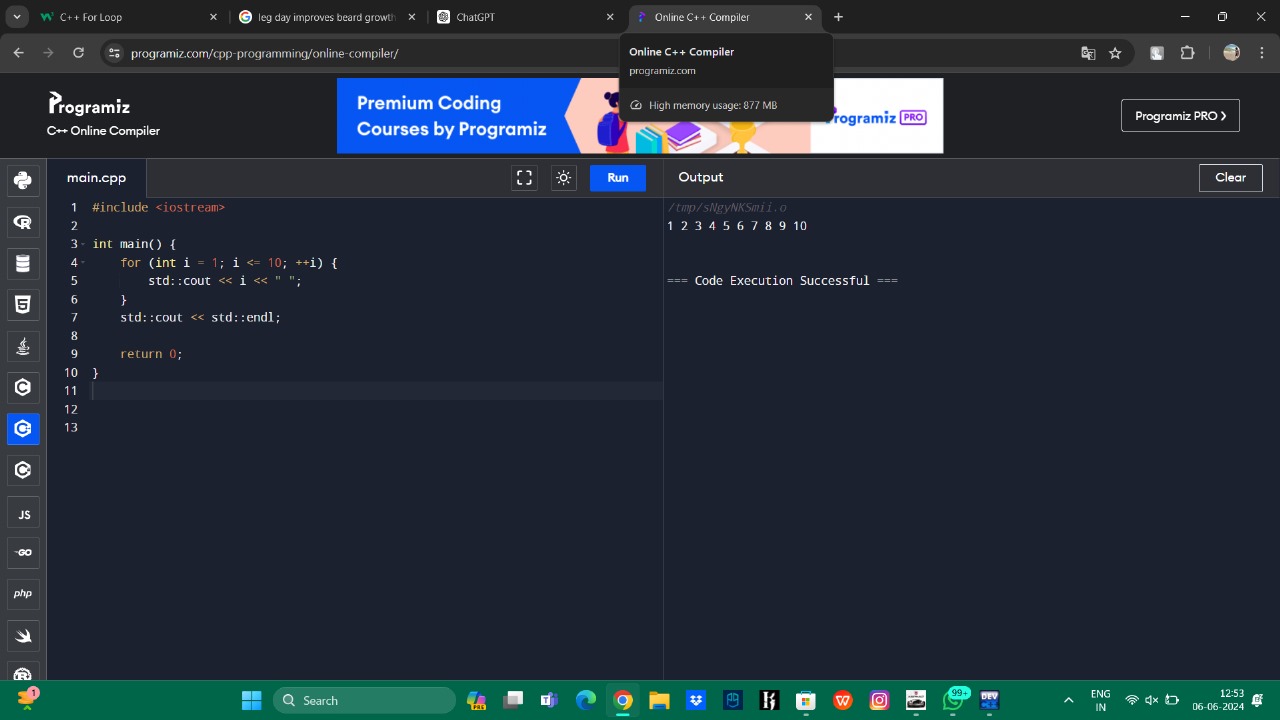 C++ For Loop
leg day improves beard growth
ChatGPT
Online C++ Compiler
programiz.com/cpp-programming/online-compiler/
Online C++ Compiler
programiz.com
High memory usage: 877 MB
Programiz
C++ Online Compiler
Premium Coding
Courses by Programiz
Programiz PRO
Programiz PRO
main.cpp
Run
Output
Clear
1 #include <iostream>
2
3 int main() {
4 for (int i = 1; i <= 10; ++i) {
5 std::cout << i << " ";
6 }
7 std::cout << std::endl;
8
9 return 0;
10 }
11
12
13
/tmp/sNgyNKSmii.o
1 2 3 4 5 6 7 8 9 10
=== Code Execution Successful ===
JS
GO
php
1
Search
PRE
99+
DEV
ENG
IN
12:53
06-06-2024